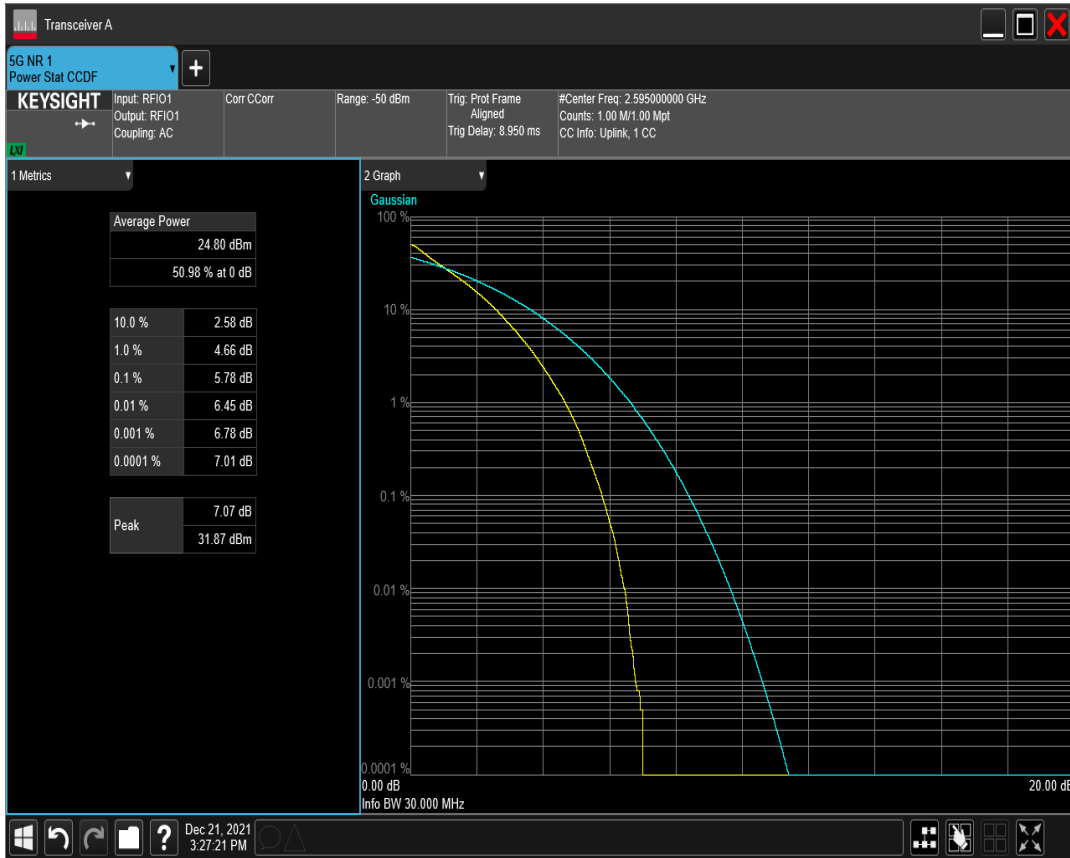 Transceiver A
5G NR 1
Power Stat CCDF
KEYSIGHT
LXI
Input: RFIO1
Output: RFIO1
Coupling: AC
Corr CCorr
Range: -50 dBm
Trig: Prot Frame
Aligned
Trig Delay: 8.950 ms
#Center Freq: 2.595000000 GHz
Counts: 1.00 M/1.00 Mpt
CC Info: Uplink, 1 CC
1 Metrics
Average Power
24.80 dBm
50.98 % at 0 dB
10.0 % 2.58 dB
1.0 % 4.66 dB
0.1 % 5.78 dB
0.01 % 6.45 dB
0.001 % 6.78 dB
0.0001 % 7.01 dB
Peak 7.07 dB
31.87 dBm
2 Graph
Gaussian
100 %
10 %
1 %
0.1 %
0.01 %
0.001 %
0.0001 %
0.00 dB 20.00 dB
Info BW 30.000 MHz
Dec 21, 2021
3:27:21 PM